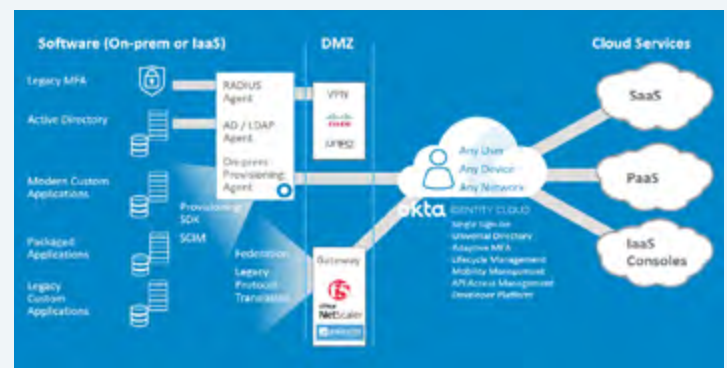 Software (On-prem or IaaS)
DMZ
Cloud Services
Legacy MFA
Active Directory
Modern Custom
Applications
Packaged
Applications
Legacy
Custom
Applications
RADIUS
Agent
AD / LDAP
Agent
On-prem
Provisioning
Agent
Provisioning
SDK
SCIM
Federation
Legacy
Protocol
Translation
VPN
CISCO
Gateway
f5
citrix
NetScaler
Any User
Any Device
Any Network
okta IDENTITY CLOUD
Single Sign-On
Universal Directory
Adaptive MFA
Lifecycle Management
Mobility Management
API Access Management
Developer Platform
SaaS
PaaS
IaaS
Consoles